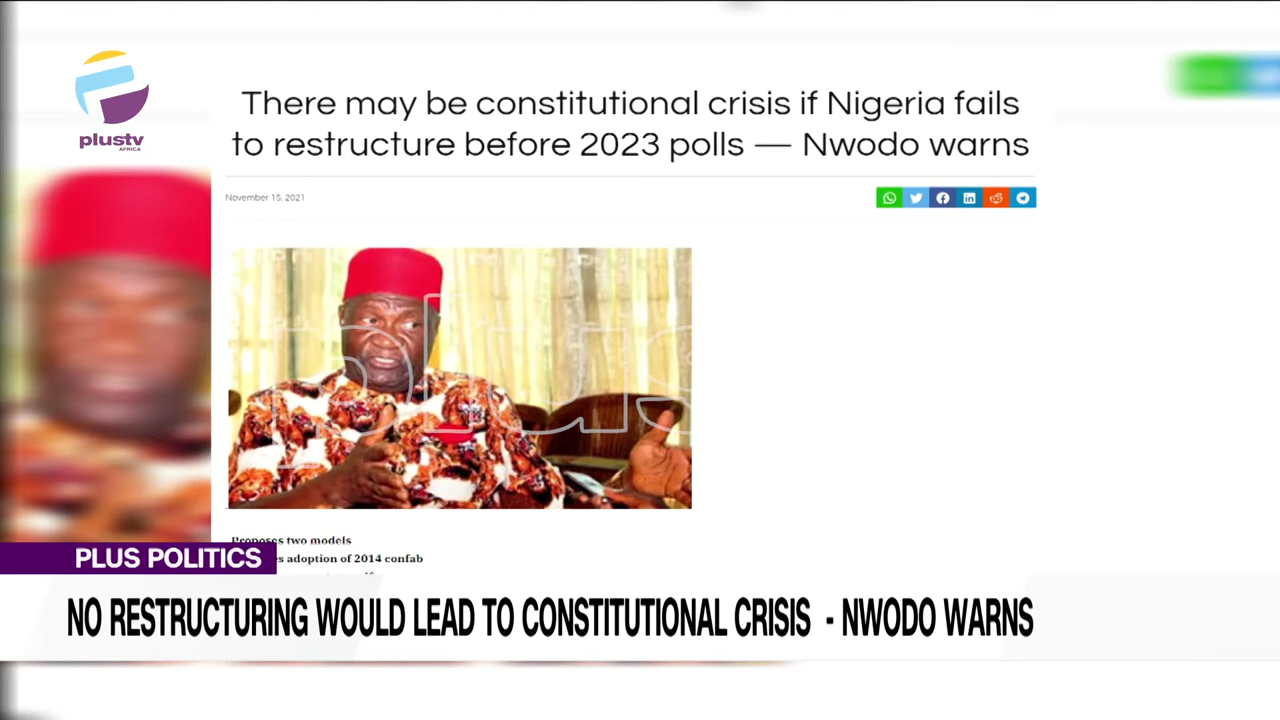 plustv
AFRICA
There may be constitutional crisis if Nigeria fails
to restructure before 2023 polls — Nwodo warns
November 15, 2021
plus
Proposes two models
adoption of 2014 confab
PLUS POLITICS
NO RESTRUCTURING WOULD LEAD TO CONSTITUTIONAL CRISIS - NWODO WARNS